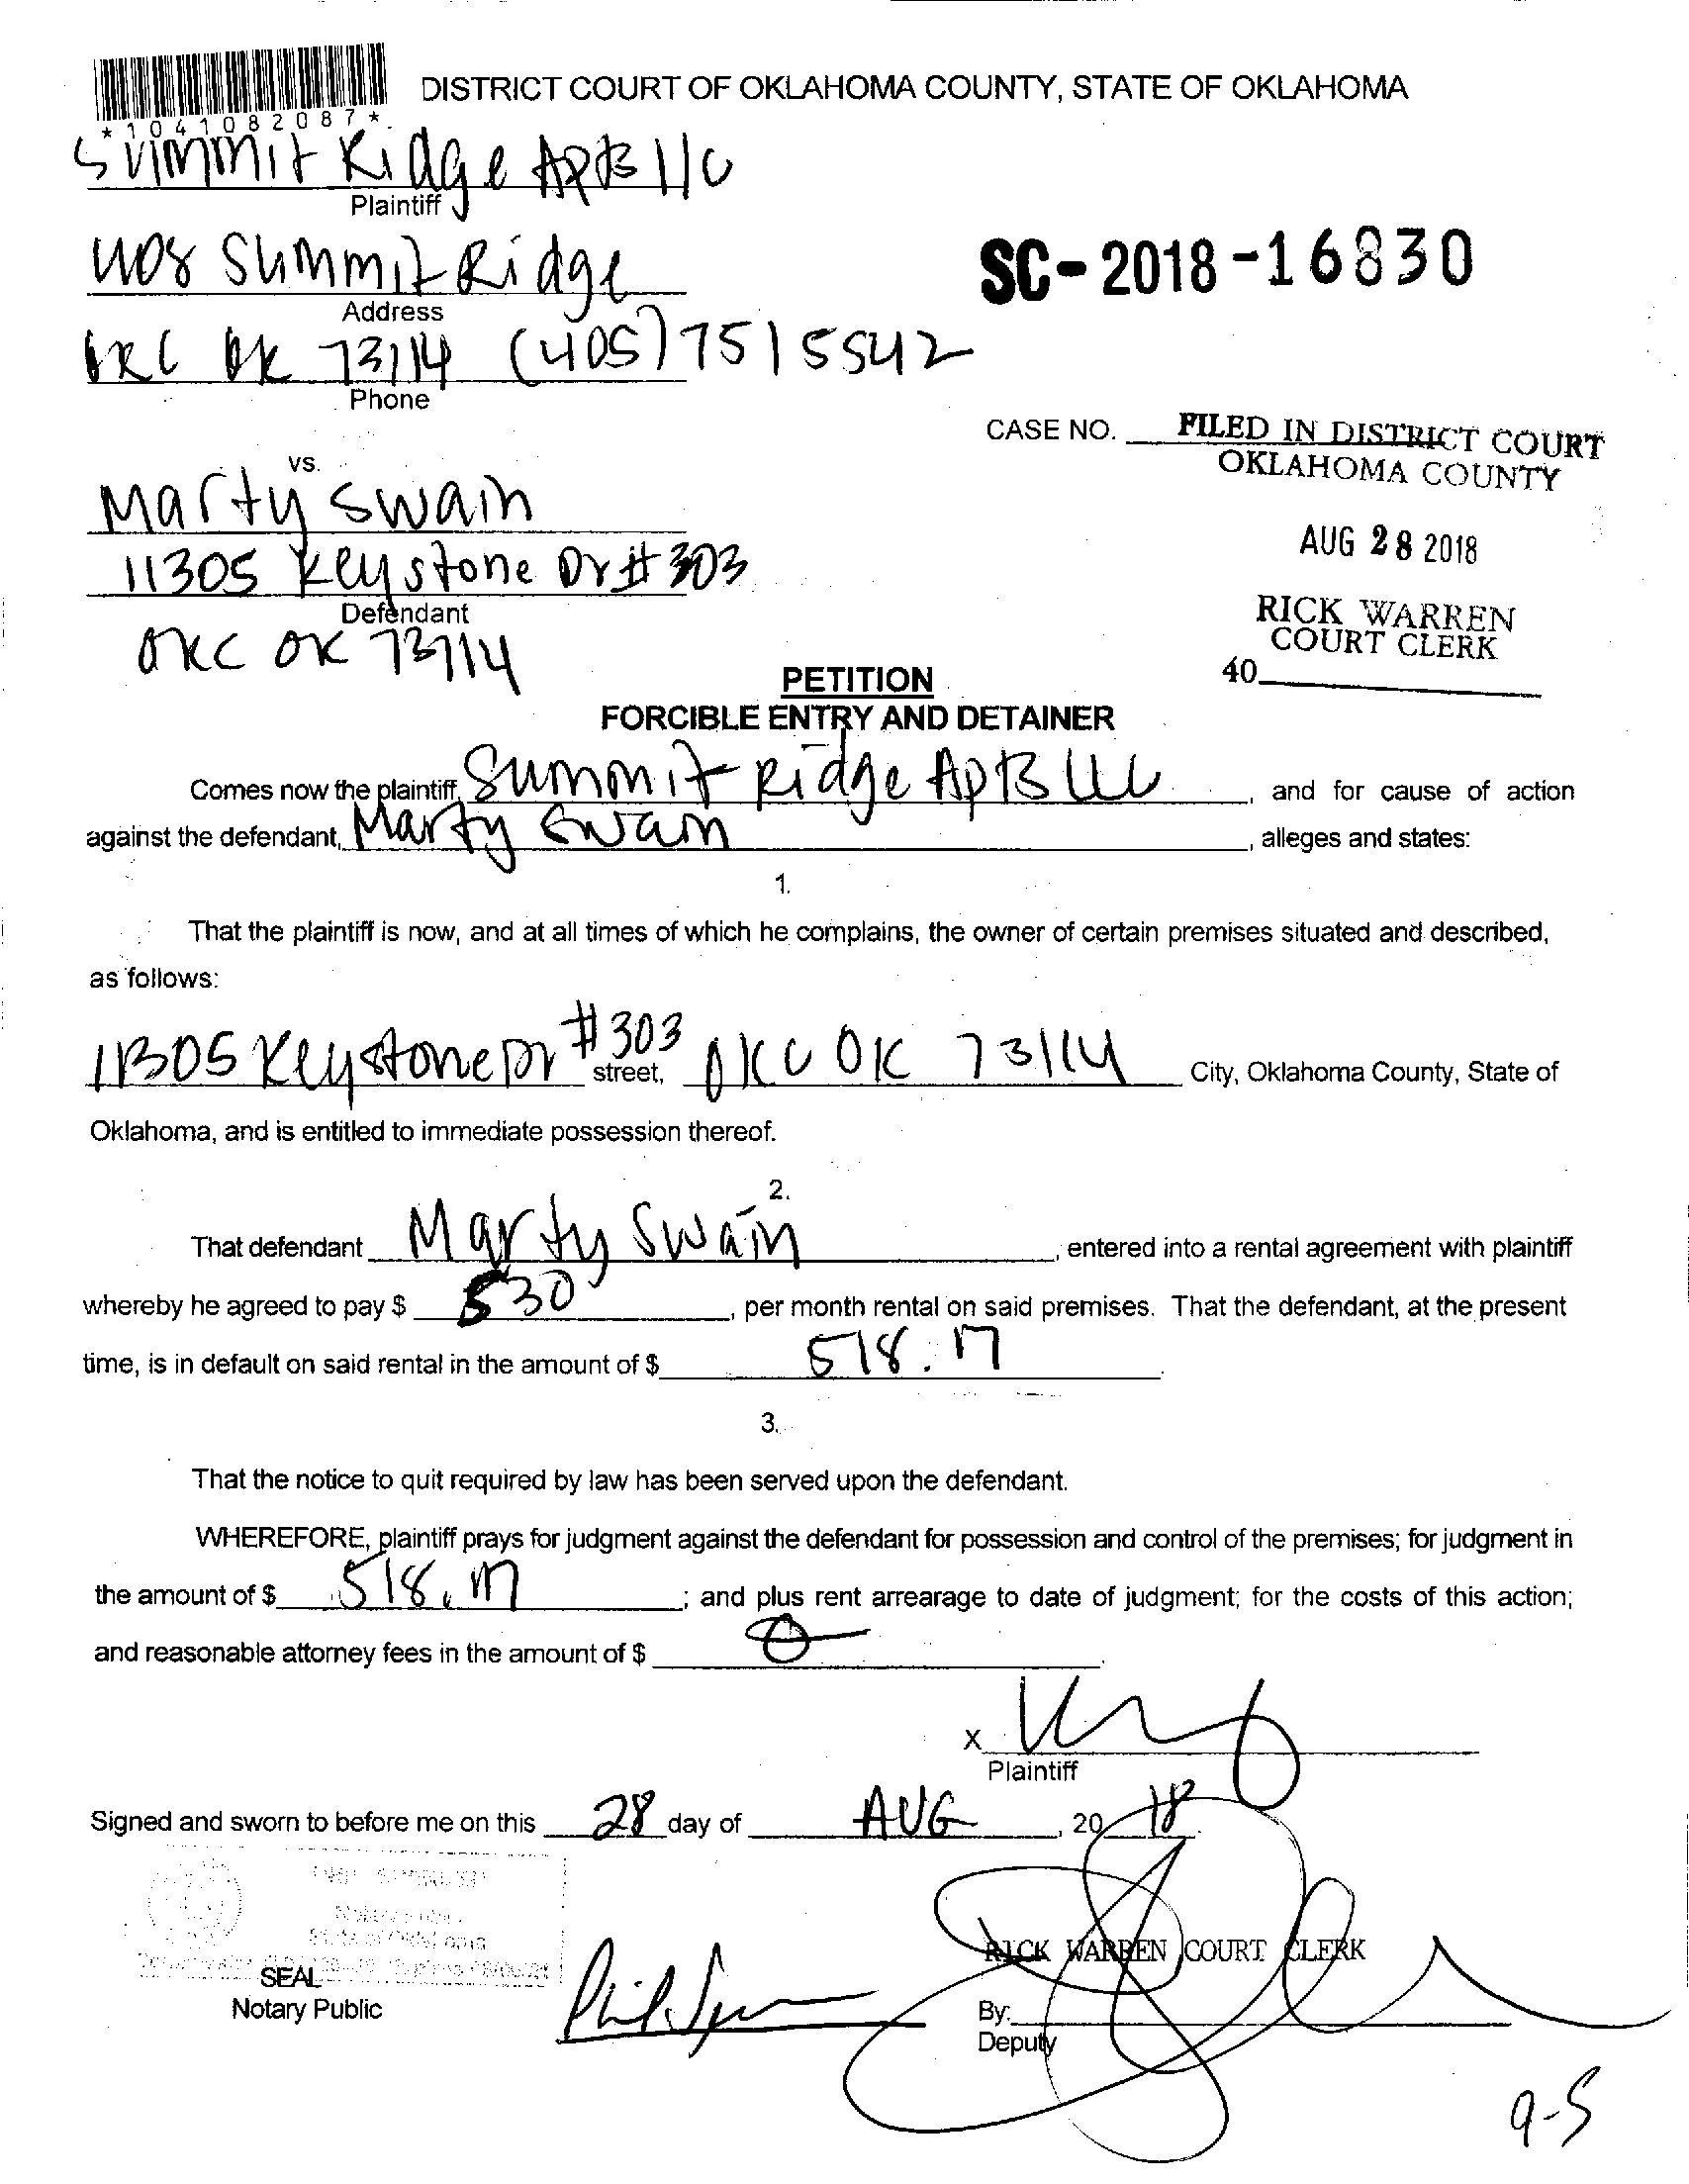 DISTRICT COURT OF OKLAHOMA COUNTY, STATE OF OKLAHOMA
*1041082087*
Summit Ridge Apts llc
Plaintiff
1108 Summit Ridge
Address
SC-2018-16830
OKC OK 73114 (405) 751 5542
Phone
CASE NO.
FILED IN DISTRICT COURT
OKLAHOMA COUNTY
vs.
Marty Swain
AUG 28 2018
11305 Keystone Dr # 303
Defendant
RICK WARREN
COURT CLERK
OKC OK 73114
40
PETITION
FORCIBLE ENTRY AND DETAINER
Comes now the plaintiff, Summit Ridge Apts LLC, and for cause of action
against the defendant, Marty Swain, alleges and states:
1.
That the plaintiff is now, and at all times of which he complains, the owner of certain premises situated and described,
as follows:
11305 Keystone Dr #303 street, OKC OK 73114 City, Oklahoma County, State of
Oklahoma, and is entitled to immediate possession thereof.
2.
That defendant Marty Swain, entered into a rental agreement with plaintiff
whereby he agreed to pay $ 530, per month rental on said premises. That the defendant, at the present
time, is in default on said rental in the amount of $ 518.17.
3.
That the notice to quit required by law has been served upon the defendant.
WHEREFORE, plaintiff prays for judgment against the defendant for possession and control of the premises; for judgment in
the amount of $ 518.17; and plus rent arrearage to date of judgment; for the costs of this action;
and reasonable attorney fees in the amount of $ 0.
X
Plaintiff
Signed and sworn to before me on this 28 day of AUG, 20 18.
RICK WARREN COURT CLERK
SEAL
Notary Public
By:
Deputy
9-5